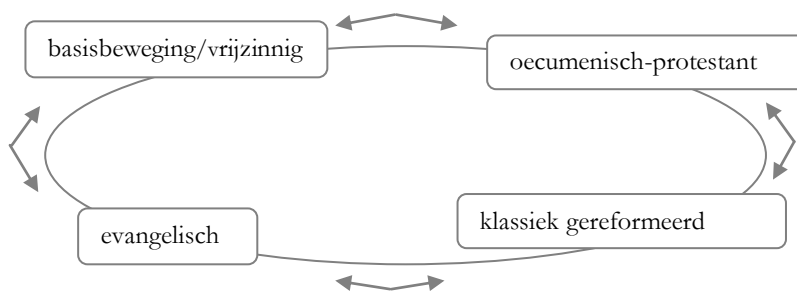 basisbeweging/vrijzinnig
oecumenisch-protestant
evangelisch
klassiek gereformeerd